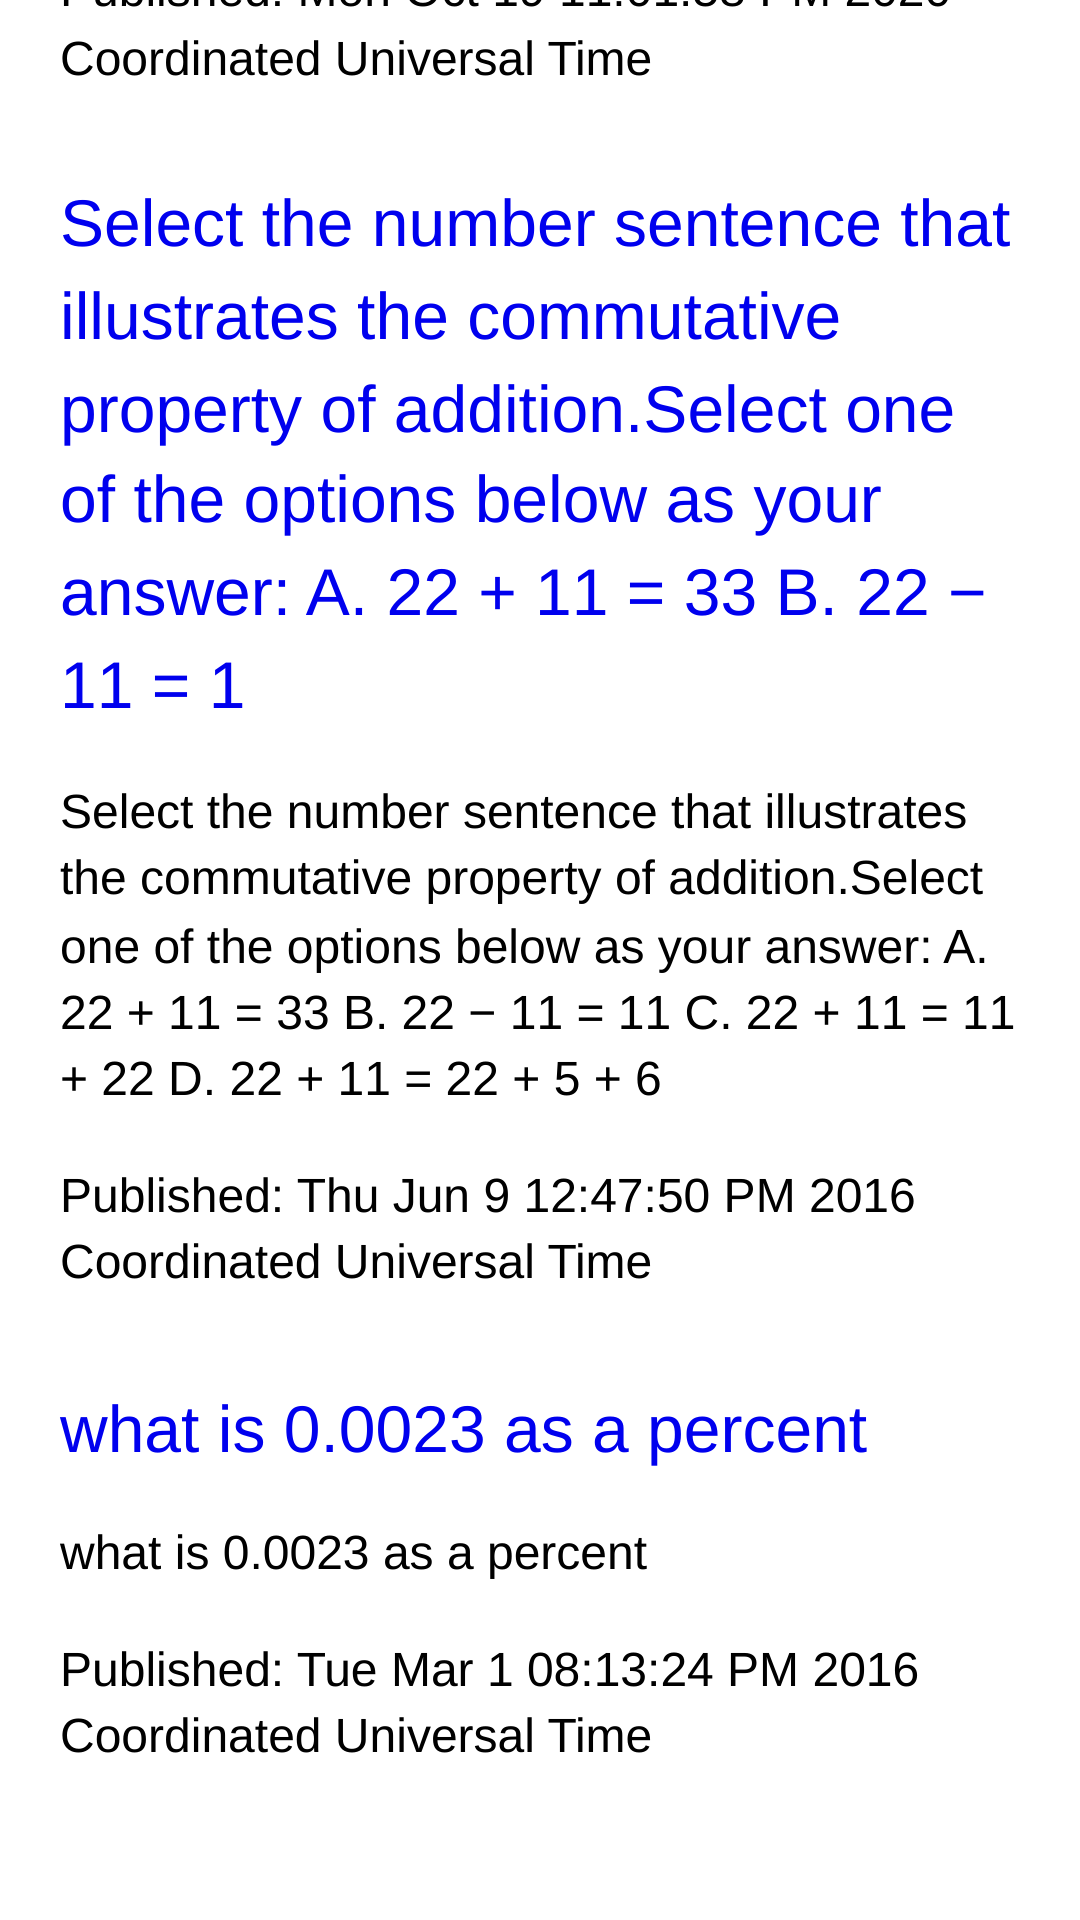 Coordinated Universal Time
Select the number sentence that
illustrates the commutative
property of addition.Select one
of the options below as your
answer: A. 22 + 11 = 33 B. 22 −
11 = 1
Select the number sentence that illustrates
the commutative property of addition.Select
one of the options below as your answer: A.
22 + 11 = 33 B. 22 − 11 = 11 C. 22 + 11 = 11
+ 22 D. 22 + 11 = 22 + 5 + 6
Published: Thu Jun 9 12:47:50 PM 2016
Coordinated Universal Time
what is 0.0023 as a percent
what is 0.0023 as a percent
Published: Tue Mar 1 08:13:24 PM 2016
Coordinated Universal Time